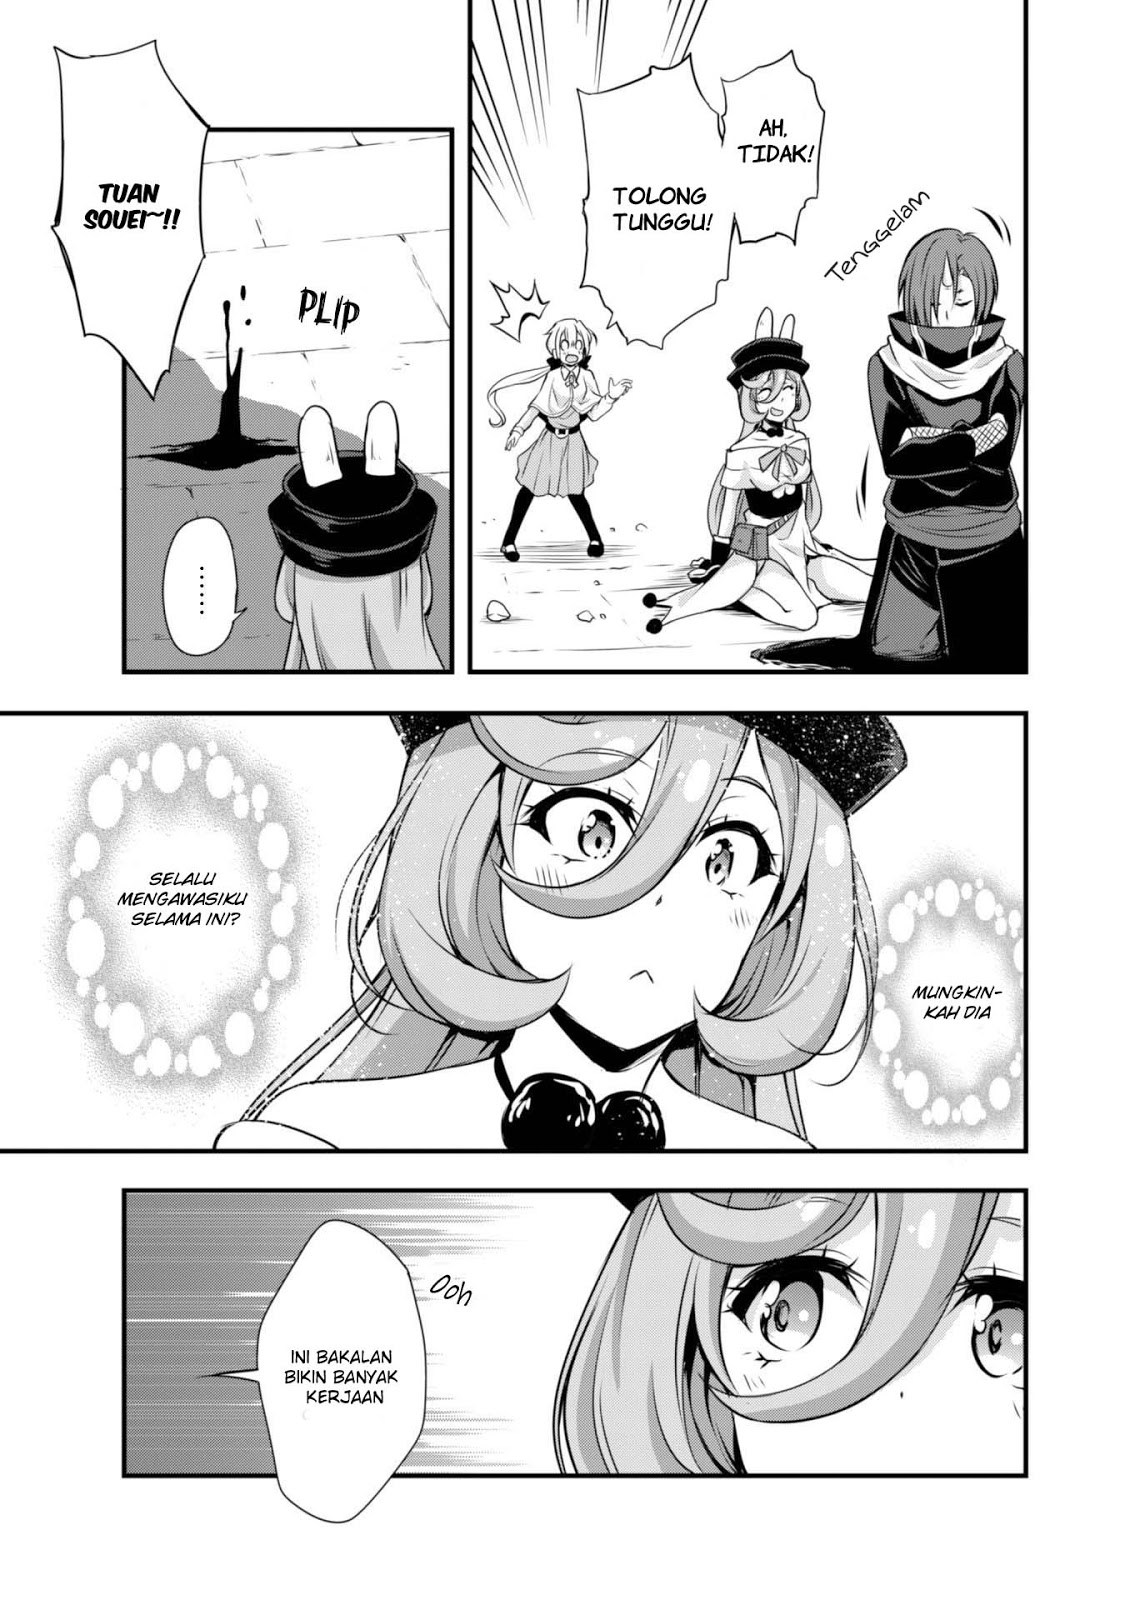 AH,
TIDAK!
TOLONG
TUNGGU!
Tenggelam
TUAN
SOUEI~!!
PLIP
......
MUNGKIN-
KAH DIA
SELALU
MENGAWASIKU
SELAMA INI?
Ooh
INI BAKALAN
BIKIN BANYAK
KERJAAN